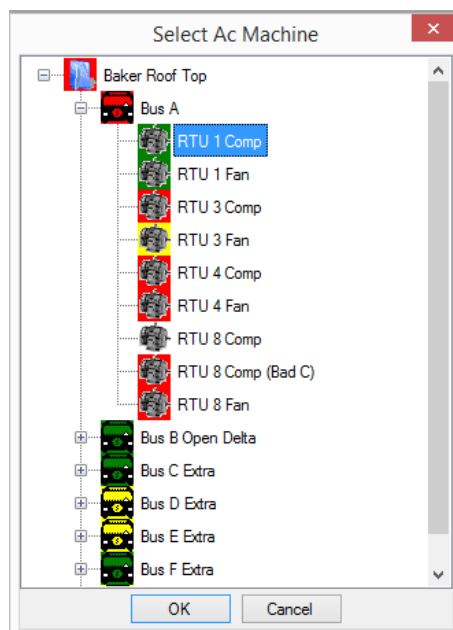 Select Ac Machine
Baker Roof Top
Bus A
RTU 1 Comp
RTU 1 Fan
RTU 3 Comp
RTU 3 Fan
RTU 4 Comp
RTU 4 Fan
RTU 8 Comp
RTU 8 Comp (Bad C)
RTU 8 Fan
Bus B Open Delta
Bus C Extra
Bus D Extra
Bus E Extra
Bus F Extra
OK Cancel